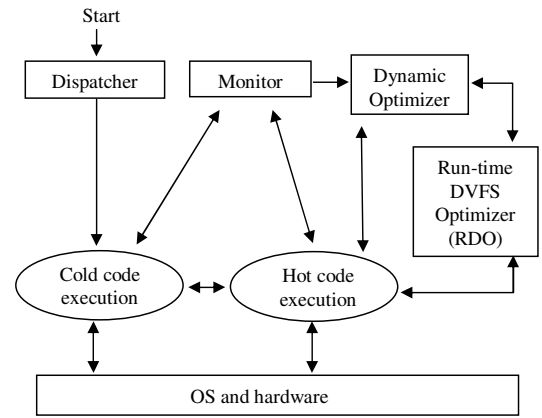 Start
Dispatcher
Monitor
Dynamic
Optimizer
Run-time
DVFS
Optimizer
(RDO)
Cold code
execution
Hot code
execution
OS and hardware